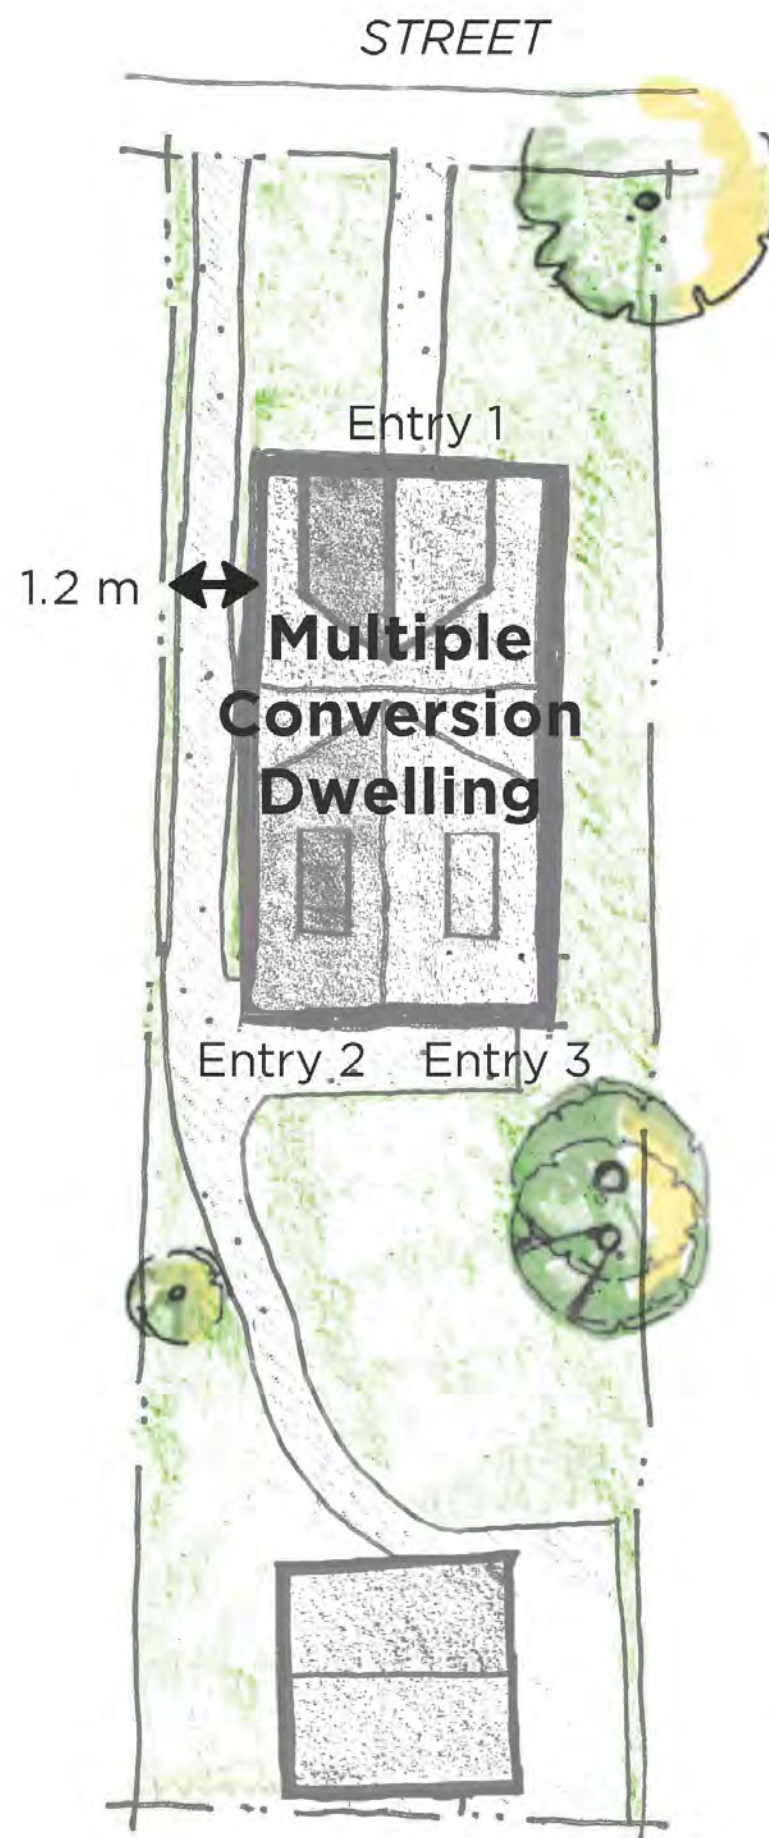 STREET
Entry 1
1.2 m
Multiple
Conversion
Dwelling
Entry 2 Entry 3